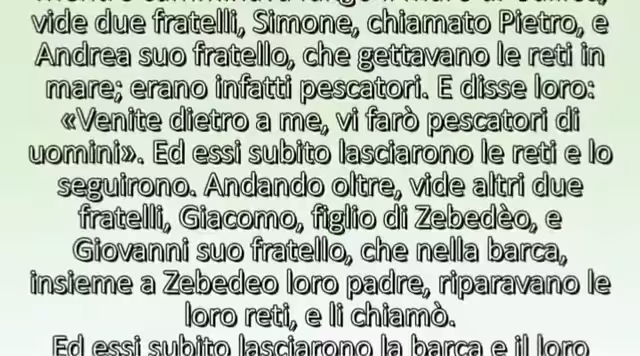 vide due fratelli, Simone, chiamato Pietro, e
Andrea suo fratello, che gettavano le reti in
mare; erano infatti pescatori. E disse loro:
«Venite dietro a me, vi farò pescatori di
uomini». Ed essi subito lasciarono le reti e lo
seguirono. Andando oltre, vide altri due
fratelli, Giacomo, figlio di Zebedèo, e
Giovanni suo fratello, che nella barca,
insieme a Zebedeo loro padre, riparavano le
loro reti, e li chiamò.
Ed essi subito lasciarono la barca e il loro